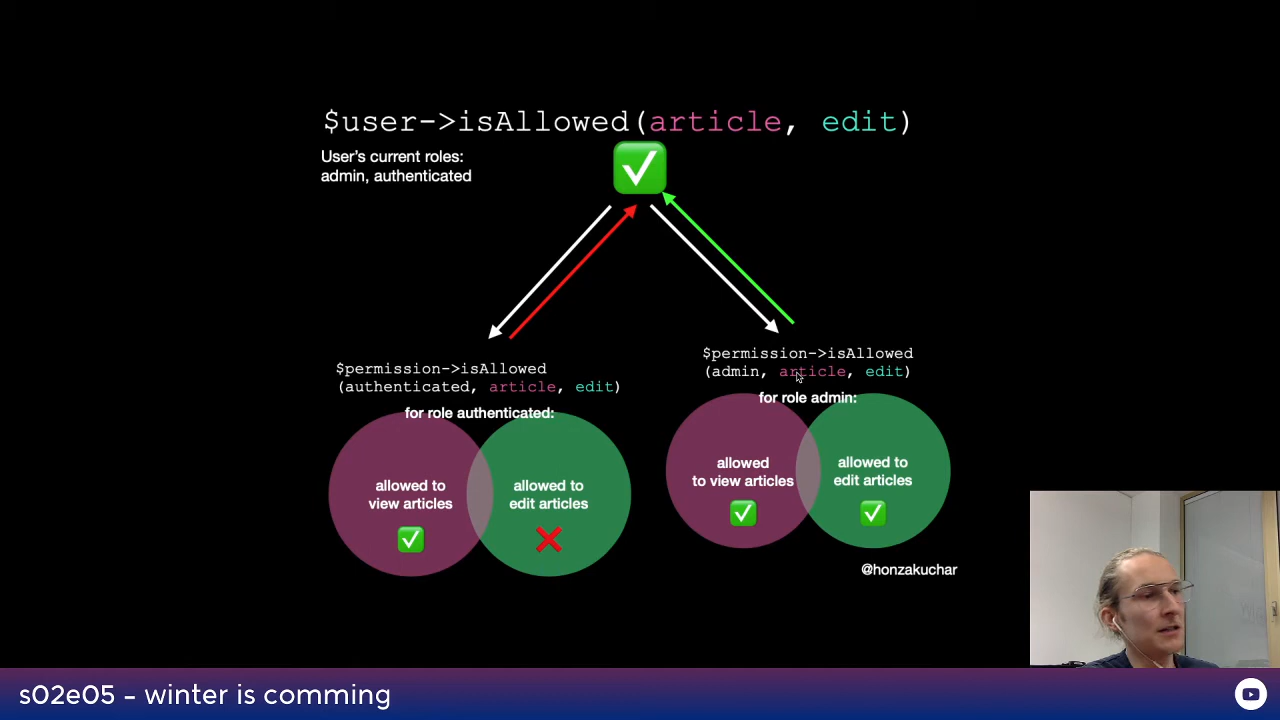 $user->isAllowed(article, edit)
User's current roles:
admin, authenticated
$permission->isAllowed
(authenticated, article, edit)
for role authenticated:
allowed to
view articles
allowed to
edit articles
$permission->isAllowed
(admin, article, edit)
for role admin:
allowed
to view articles
allowed to
edit articles
@honzakuchar
s02e05 - winter is comming